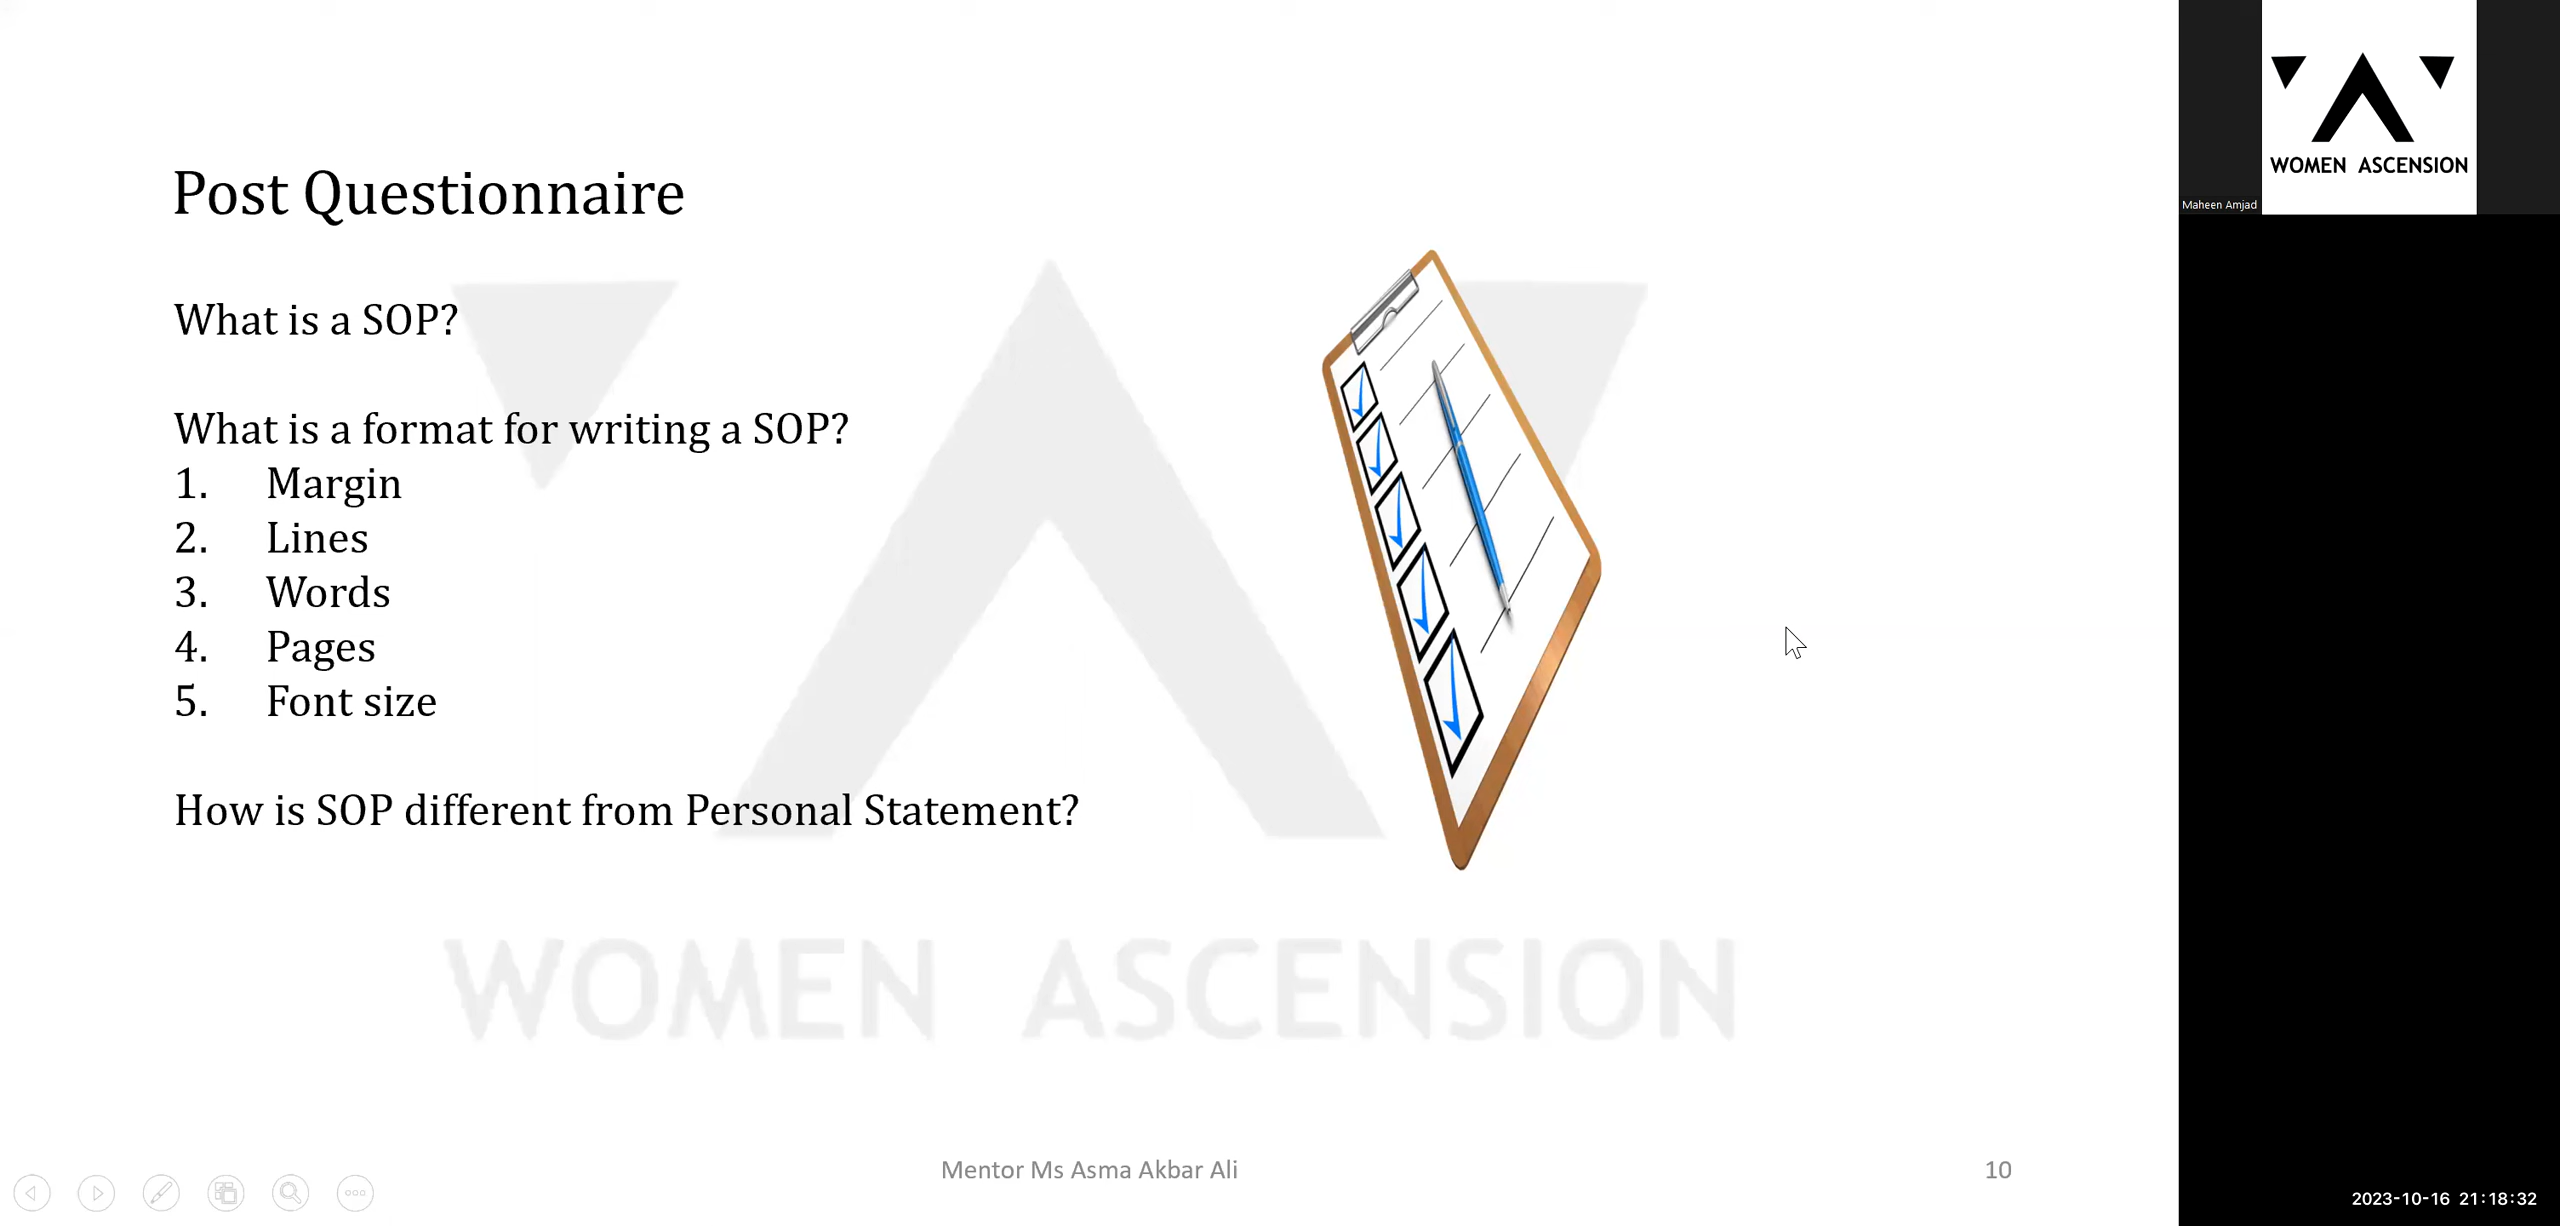 Post Questionnaire
What is a SOP?
What is a format for writing a SOP?
1. Margin
2. Lines
3. Words
4. Pages
5. Font size
How is SOP different from Personal Statement?
WOMEN ASCENSION
Mentor Ms Asma Akbar Ali
10
WOMEN ASCENSION
Maheen Amjad
2023-10-16 21:18:32